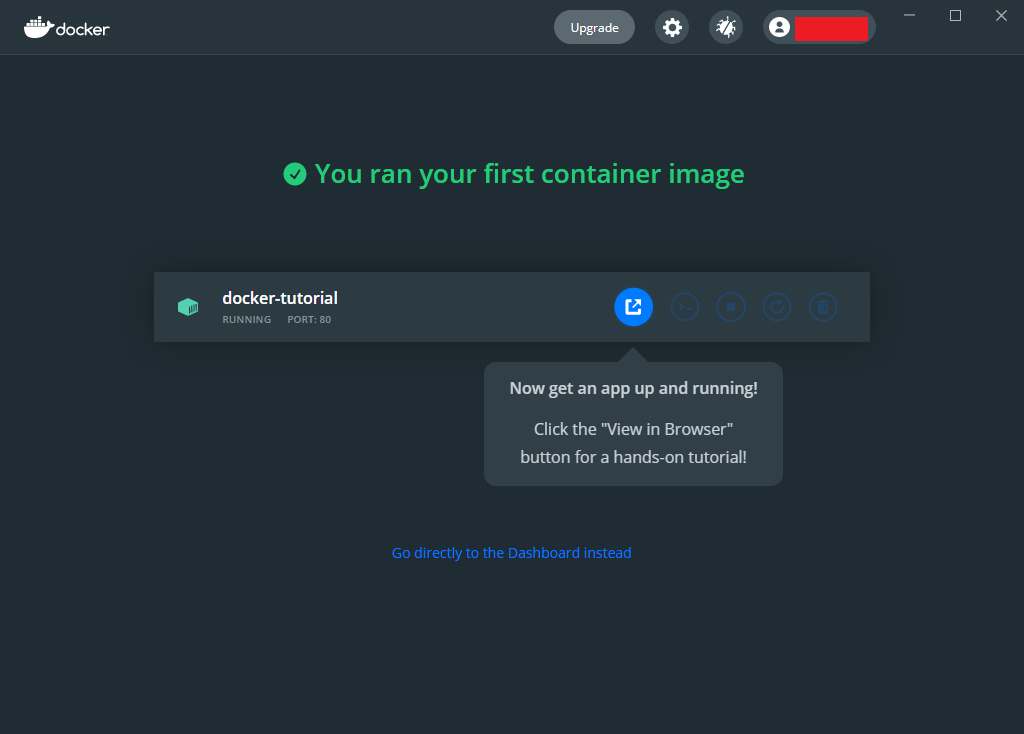 docker
Upgrade
You ran your first container image
docker-tutorial
RUNNING PORT: 80
Now get an app up and running!
Click the "View in Browser"
button for a hands-on tutorial!
Go directly to the Dashboard instead